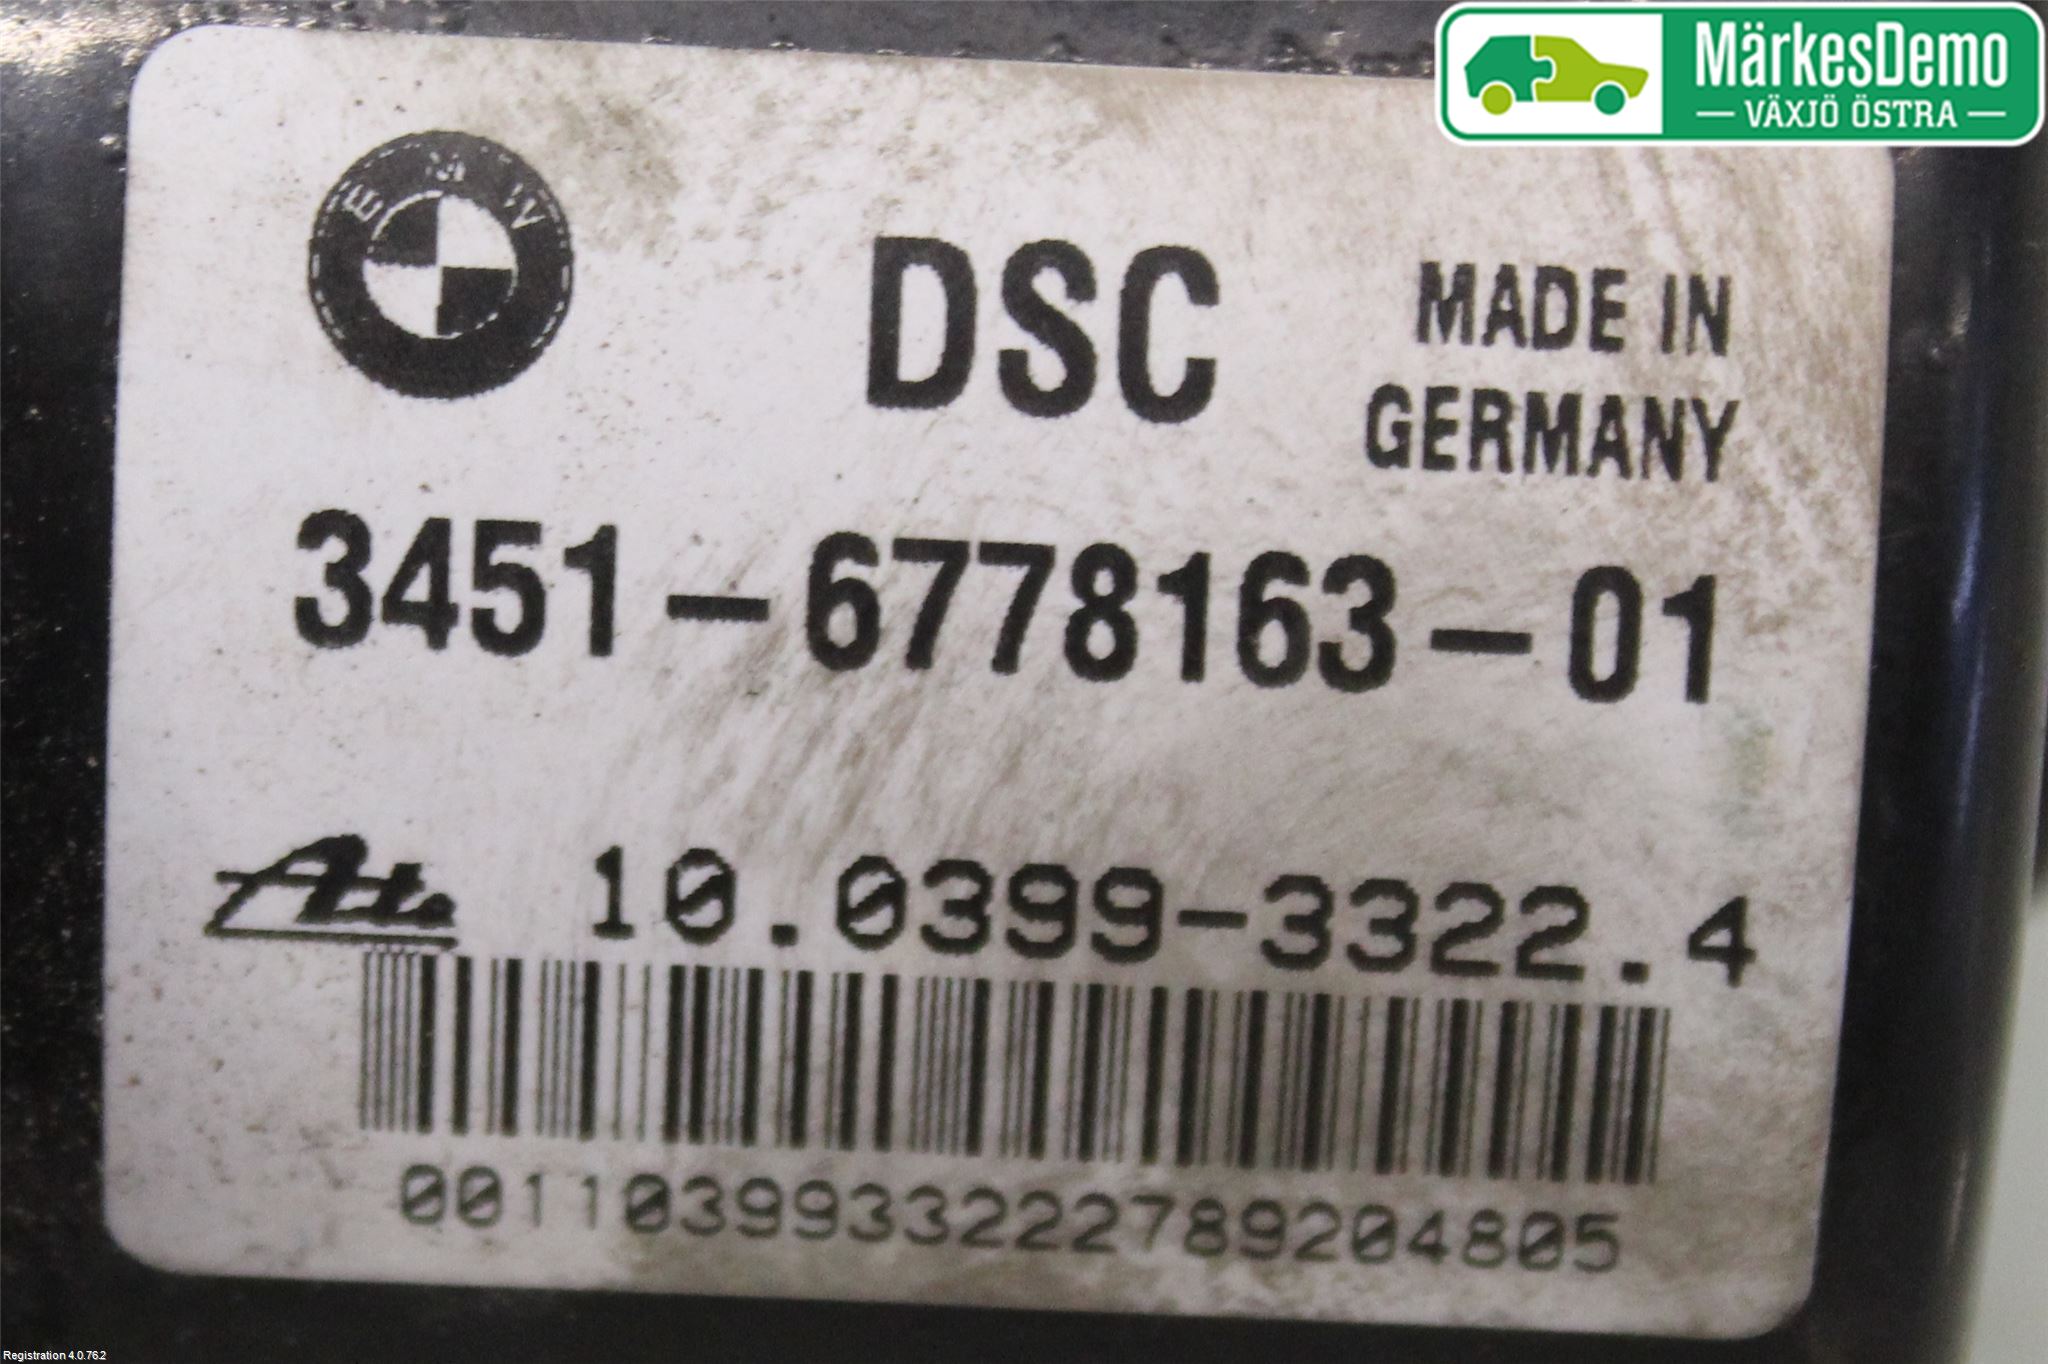 MärkesDemo
VÄXJÖ ÖSTRA
BMW
DSC
MADE IN
GERMANY
3451-6778163-01
Ate 10.0399-3322.4
0011039933222789204805
Registration 4.0.76.2